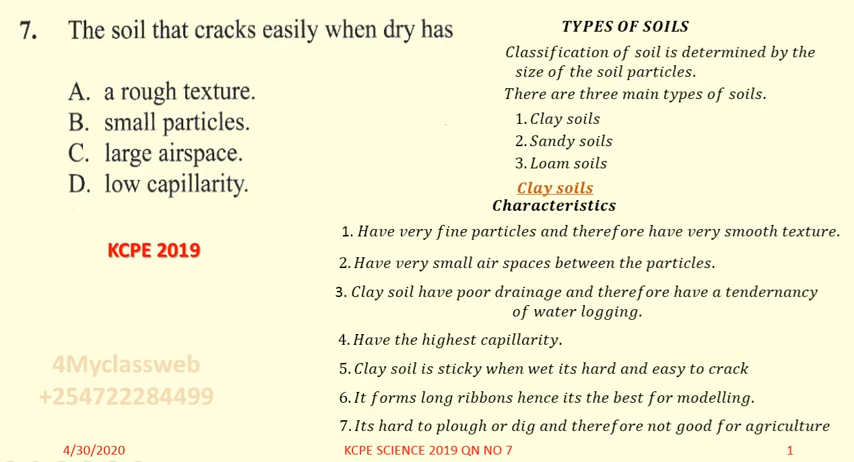 7. The soil that cracks easily when dry has
A. a rough texture.
B. small particles.
C. large airspace.
D. low capillarity.
KCPE 2019
4Myclassweb
+254722284499
TYPES OF SOILS
Classification of soil is determined by the
size of the soil particles.
There are three main types of soils.
1. Clay soils
2. Sandy soils
3. Loam soils
Clay soils
Characteristics
1. Have very fine particles and therefore have very smooth texture.
2. Have very small air spaces between the particles.
3. Clay soil have poor drainage and therefore have a tendernancy
of water logging.
4. Have the highest capillarity.
5. Clay soil is sticky when wet its hard and easy to crack
6. It forms long ribbons hence its the best for modelling.
7. Its hard to plough or dig and therefore not good for agriculture
4/30/2020
KCPE SCIENCE 2019 QN NO 7
1